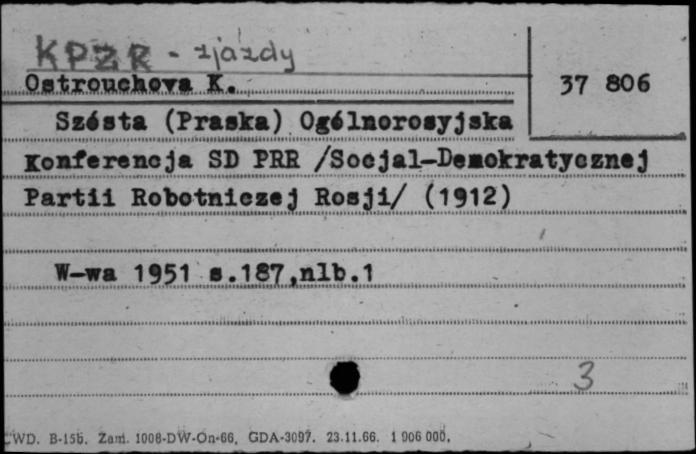 KPZR - zjazdy
Ostrouchova K.
37 806
Szósta (Praska) Ogólnorosyjska
Konferencja SD PRR /Socjal-Demokratycznej
Partii Robotniczej Rosji/ (1912)
W-wa 1951 s.187,nlb.1
3
CWD. B-156. Zam. 1008-DW-On-66, GDA-3097. 23.11.66. 1 906 000.